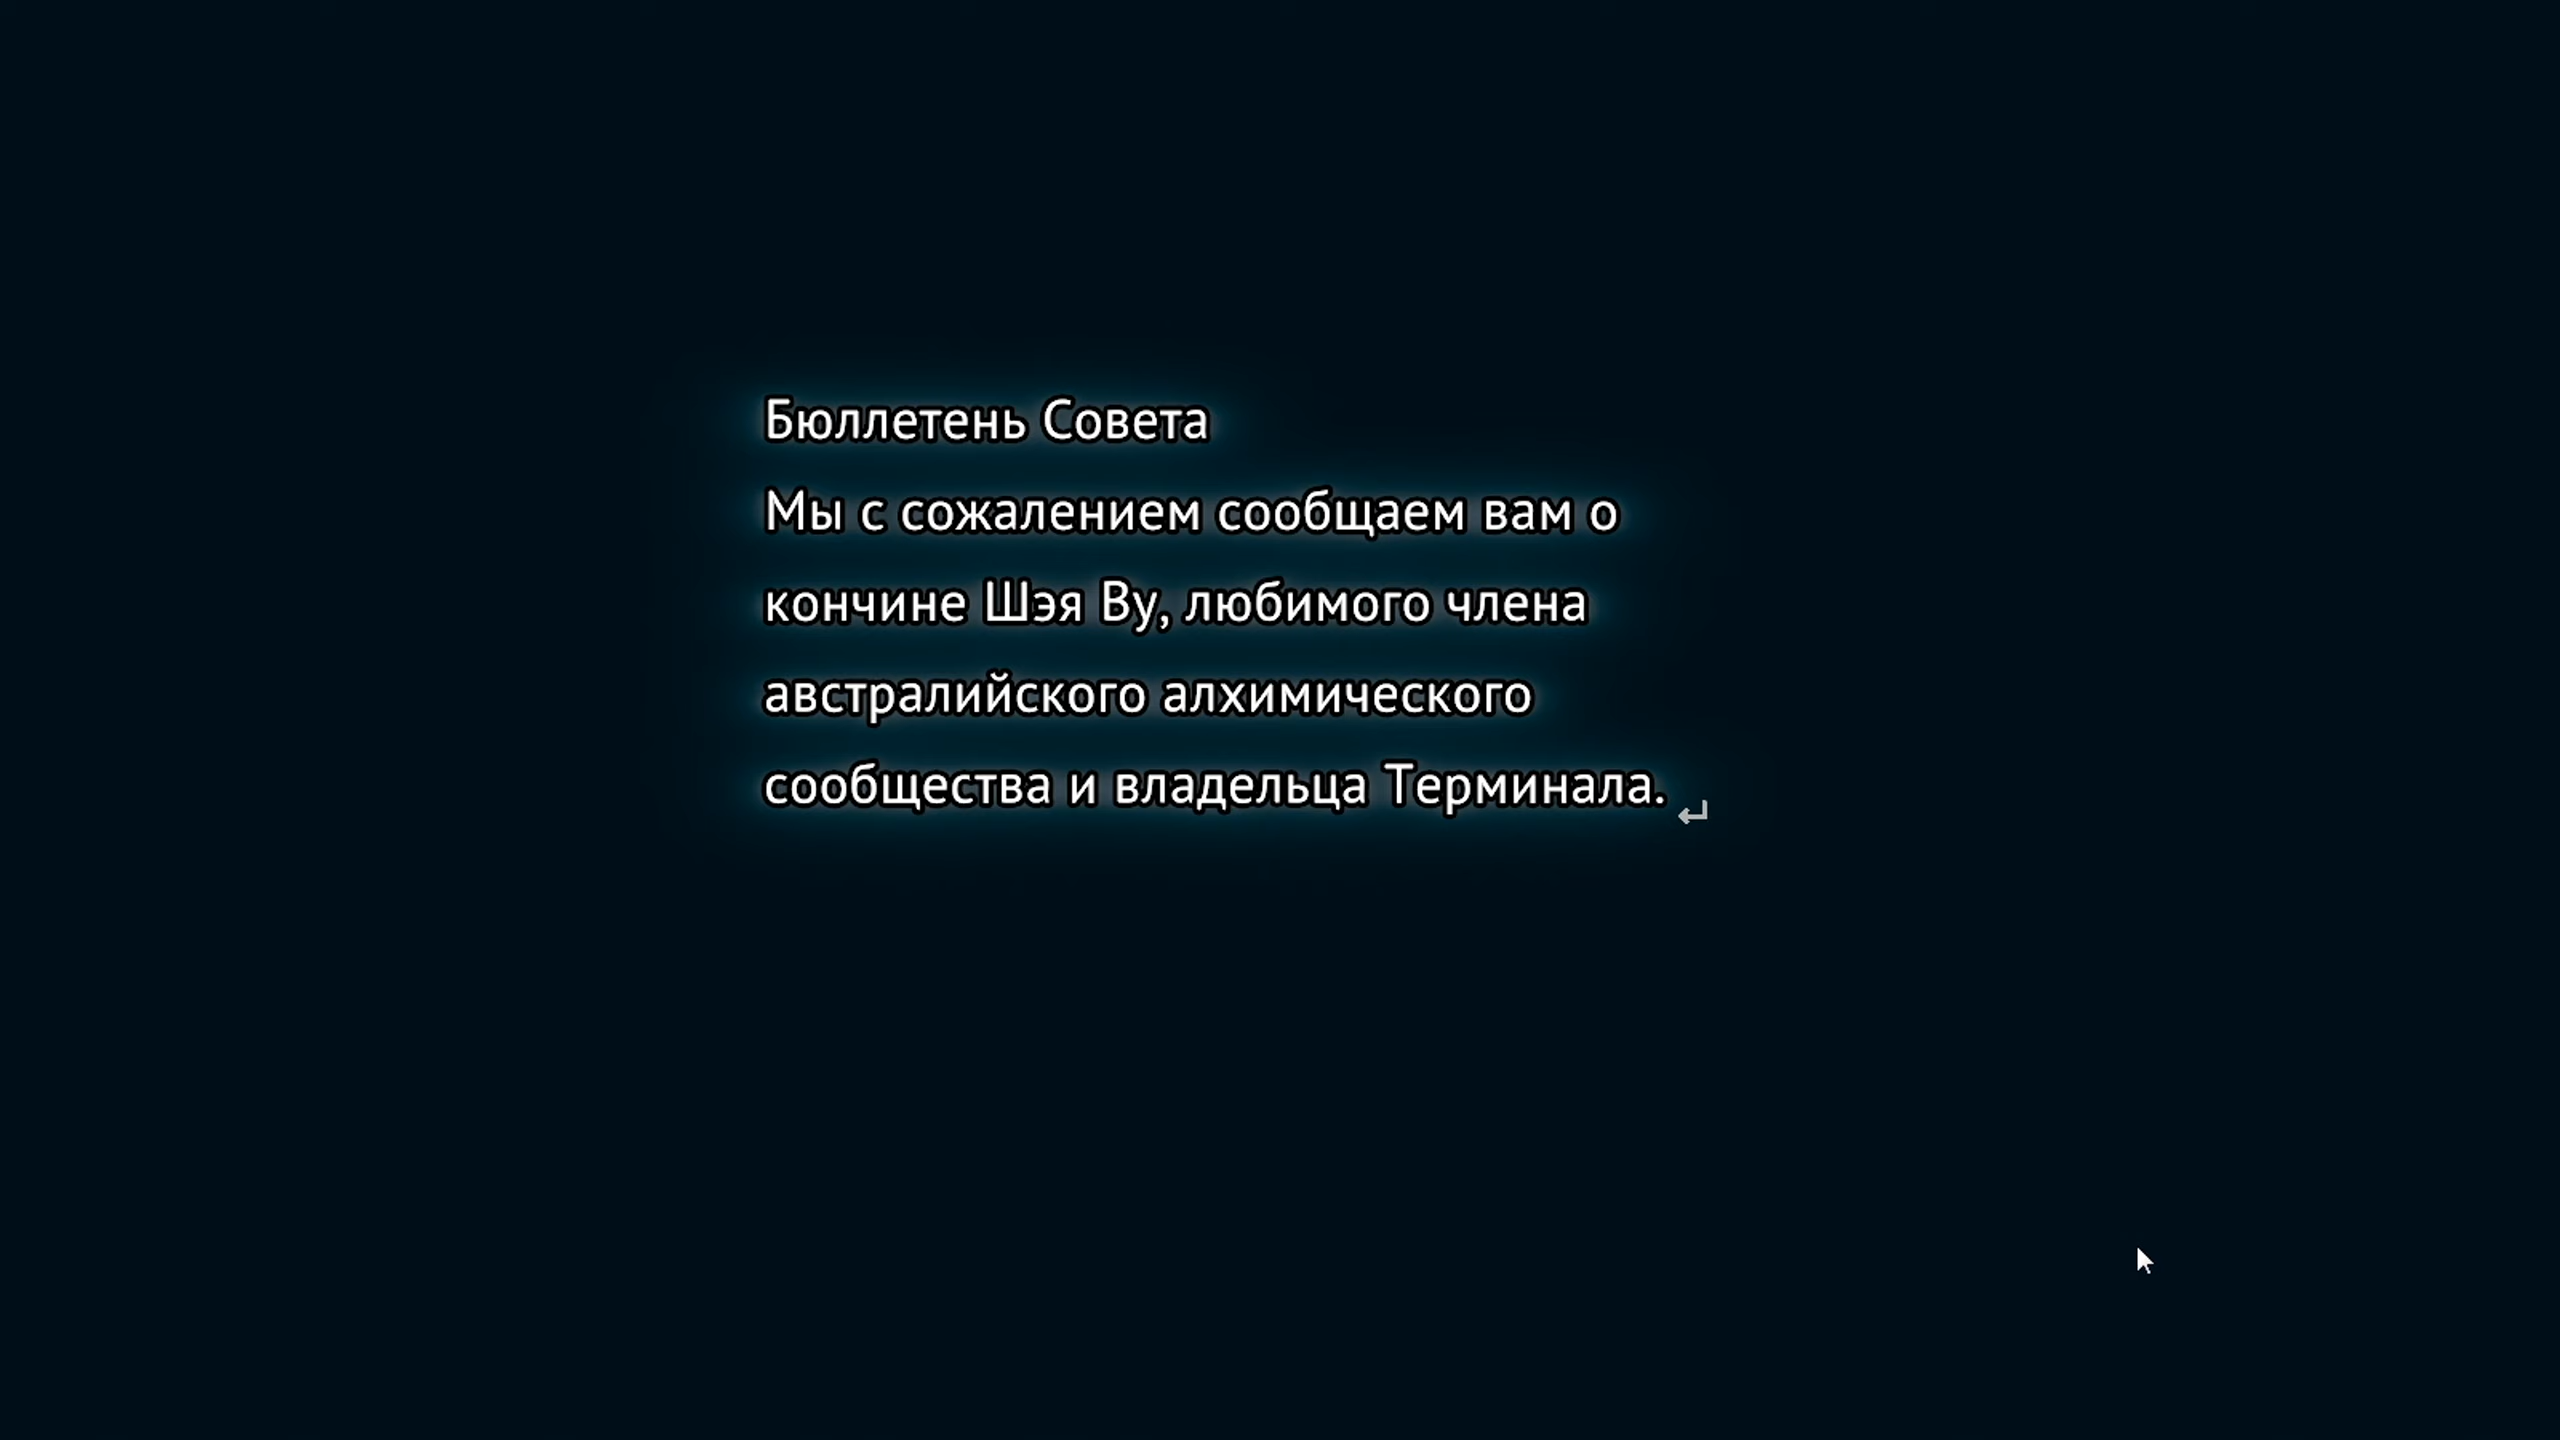 Бюллетень Совета
Мы с сожалением сообщаем вам о
кончине Шэя Ву, любимого члена
австралийского алхимического
сообщества и владельца Терминала.